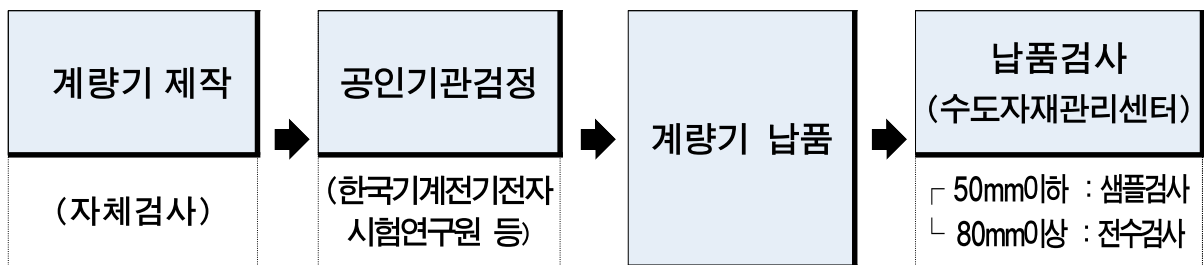 계량기 제작
(자체검사)
공인기관검정
(한국기계전기전자
시험연구원 등)
계량기 납품
납품검사
(수도자재관리센터)
┌ 50mm이하 : 샘플검사
└ 80mm이상 : 전수검사